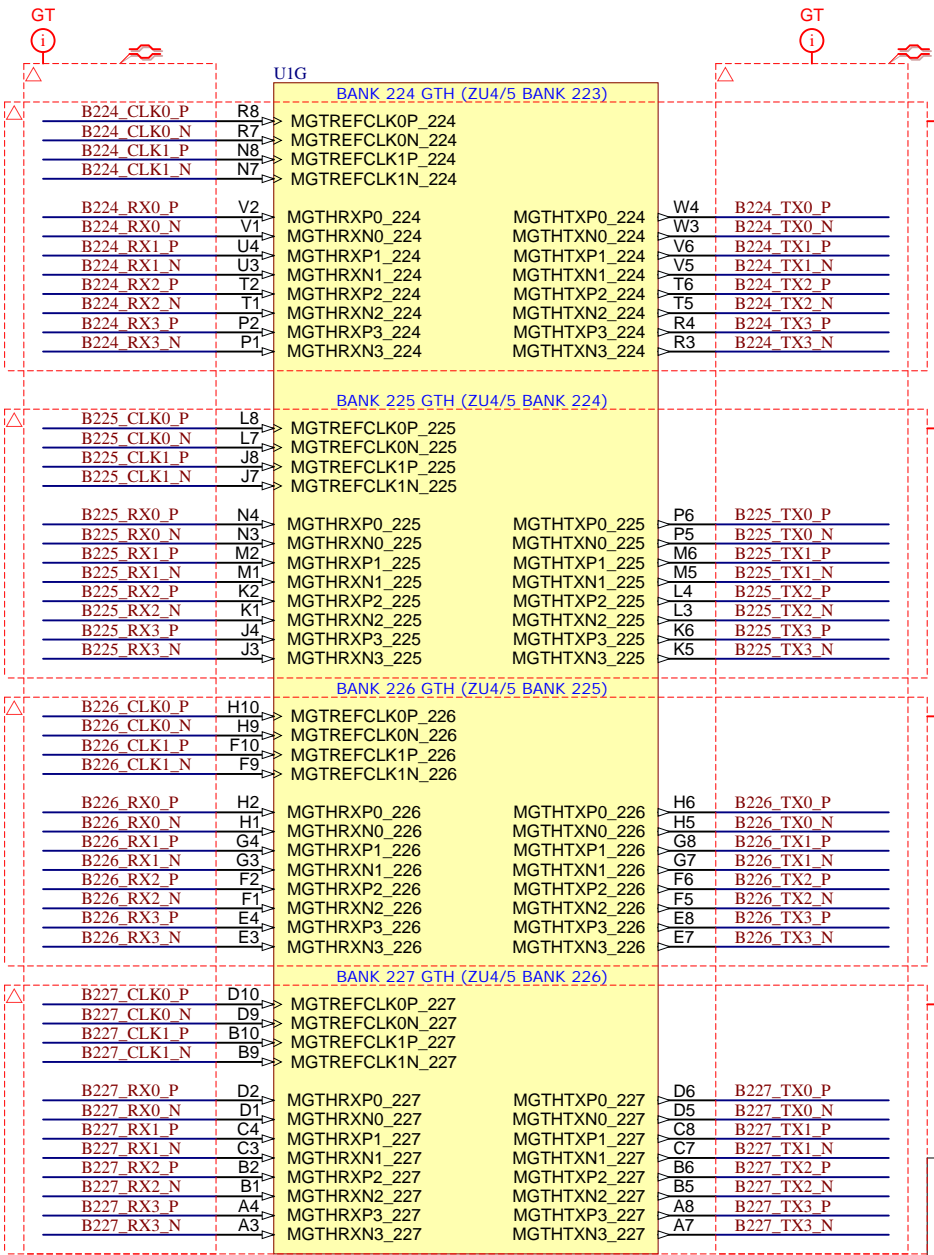 GT GT
i i
U1G
BANK 224 GTH (ZU4/5 BANK 223)
B224_CLK0_P R8 MGTREFCLK0P_224
B224_CLK0_N R7 MGTREFCLK0N_224
B224_CLK1_P N8 MGTREFCLK1P_224
B224_CLK1_N N7 MGTREFCLK1N_224
B224_RX0_P V2 MGTHRXP0_224 MGTHTXP0_224 W4 B224_TX0_P
B224_RX0_N V1 MGTHRXN0_224 MGTHTXN0_224 W3 B224_TX0_N
B224_RX1_P U4 MGTHRXP1_224 MGTHTXP1_224 V6 B224_TX1_P
B224_RX1_N U3 MGTHRXN1_224 MGTHTXN1_224 V5 B224_TX1_N
B224_RX2_P T2 MGTHRXP2_224 MGTHTXP2_224 T6 B224_TX2_P
B224_RX2_N T1 MGTHRXN2_224 MGTHTXN2_224 T5 B224_TX2_N
B224_RX3_P P2 MGTHRXP3_224 MGTHTXP3_224 R4 B224_TX3_P
B224_RX3_N P1 MGTHRXN3_224 MGTHTXN3_224 R3 B224_TX3_N
BANK 225 GTH (ZU4/5 BANK 224)
B225_CLK0_P L8 MGTREFCLK0P_225
B225_CLK0_N L7 MGTREFCLK0N_225
B225_CLK1_P J8 MGTREFCLK1P_225
B225_CLK1_N J7 MGTREFCLK1N_225
B225_RX0_P N4 MGTHRXP0_225 MGTHTXP0_225 P6 B225_TX0_P
B225_RX0_N N3 MGTHRXN0_225 MGTHTXN0_225 P5 B225_TX0_N
B225_RX1_P M2 MGTHRXP1_225 MGTHTXP1_225 M6 B225_TX1_P
B225_RX1_N M1 MGTHRXN1_225 MGTHTXN1_225 M5 B225_TX1_N
B225_RX2_P K2 MGTHRXP2_225 MGTHTXP2_225 L4 B225_TX2_P
B225_RX2_N K1 MGTHRXN2_225 MGTHTXN2_225 L3 B225_TX2_N
B225_RX3_P J4 MGTHRXP3_225 MGTHTXP3_225 K6 B225_TX3_P
B225_RX3_N J3 MGTHRXN3_225 MGTHTXN3_225 K5 B225_TX3_N
BANK 226 GTH (ZU4/5 BANK 225)
B226_CLK0_P H10 MGTREFCLK0P_226
B226_CLK0_N H9 MGTREFCLK0N_226
B226_CLK1_P F10 MGTREFCLK1P_226
B226_CLK1_N F9 MGTREFCLK1N_226
B226_RX0_P H2 MGTHRXP0_226 MGTHTXP0_226 H6 B226_TX0_P
B226_RX0_N H1 MGTHRXN0_226 MGTHTXN0_226 H5 B226_TX0_N
B226_RX1_P G4 MGTHRXP1_226 MGTHTXP1_226 G8 B226_TX1_P
B226_RX1_N G3 MGTHRXN1_226 MGTHTXN1_226 G7 B226_TX1_N
B226_RX2_P F2 MGTHRXP2_226 MGTHTXP2_226 F6 B226_TX2_P
B226_RX2_N F1 MGTHRXN2_226 MGTHTXN2_226 F5 B226_TX2_N
B226_RX3_P E4 MGTHRXP3_226 MGTHTXP3_226 E8 B226_TX3_P
B226_RX3_N E3 MGTHRXN3_226 MGTHTXN3_226 E7 B226_TX3_N
BANK 227 GTH (ZU4/5 BANK 226)
B227_CLK0_P D10 MGTREFCLK0P_227
B227_CLK0_N D9 MGTREFCLK0N_227
B227_CLK1_P B10 MGTREFCLK1P_227
B227_CLK1_N B9 MGTREFCLK1N_227
B227_RX0_P D2 MGTHRXP0_227 MGTHTXP0_227 D6 B227_TX0_P
B227_RX0_N D1 MGTHRXN0_227 MGTHTXN0_227 D5 B227_TX0_N
B227_RX1_P C4 MGTHRXP1_227 MGTHTXP1_227 C8 B227_TX1_P
B227_RX1_N C3 MGTHRXN1_227 MGTHTXN1_227 C7 B227_TX1_N
B227_RX2_P B2 MGTHRXP2_227 MGTHTXP2_227 B6 B227_TX2_P
B227_RX2_N B1 MGTHRXN2_227 MGTHTXN2_227 B5 B227_TX2_N
B227_RX3_P A4 MGTHRXP3_227 MGTHTXP3_227 A8 B227_TX3_P
B227_RX3_N A3 MGTHRXN3_227 MGTHTXN3_227 A7 B227_TX3_N